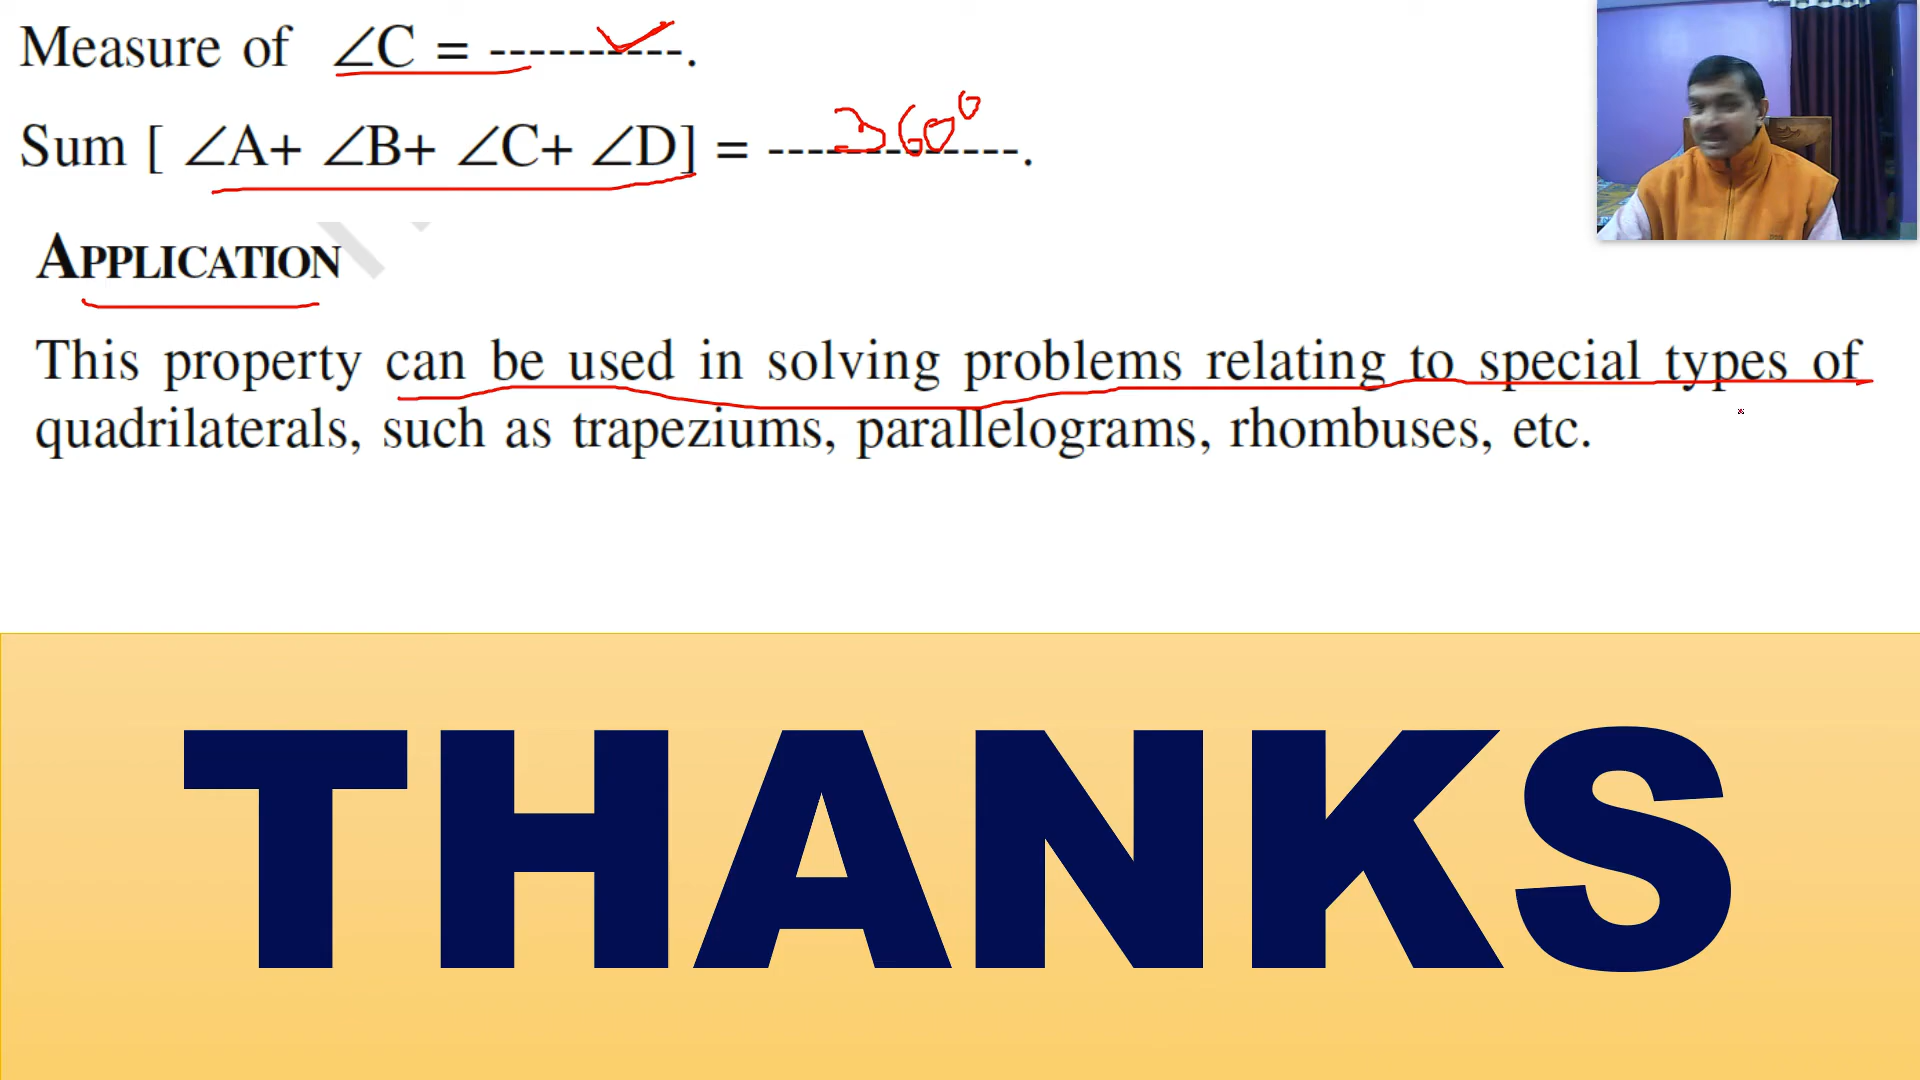 Measure of ∠C = ----------.
Sum [ ∠A+ ∠B+ ∠C+ ∠D] = -------------.
360°
APPLICATION
This property can be used in solving problems relating to special types of
quadrilaterals, such as trapeziums, parallelograms, rhombuses, etc.
THANKS